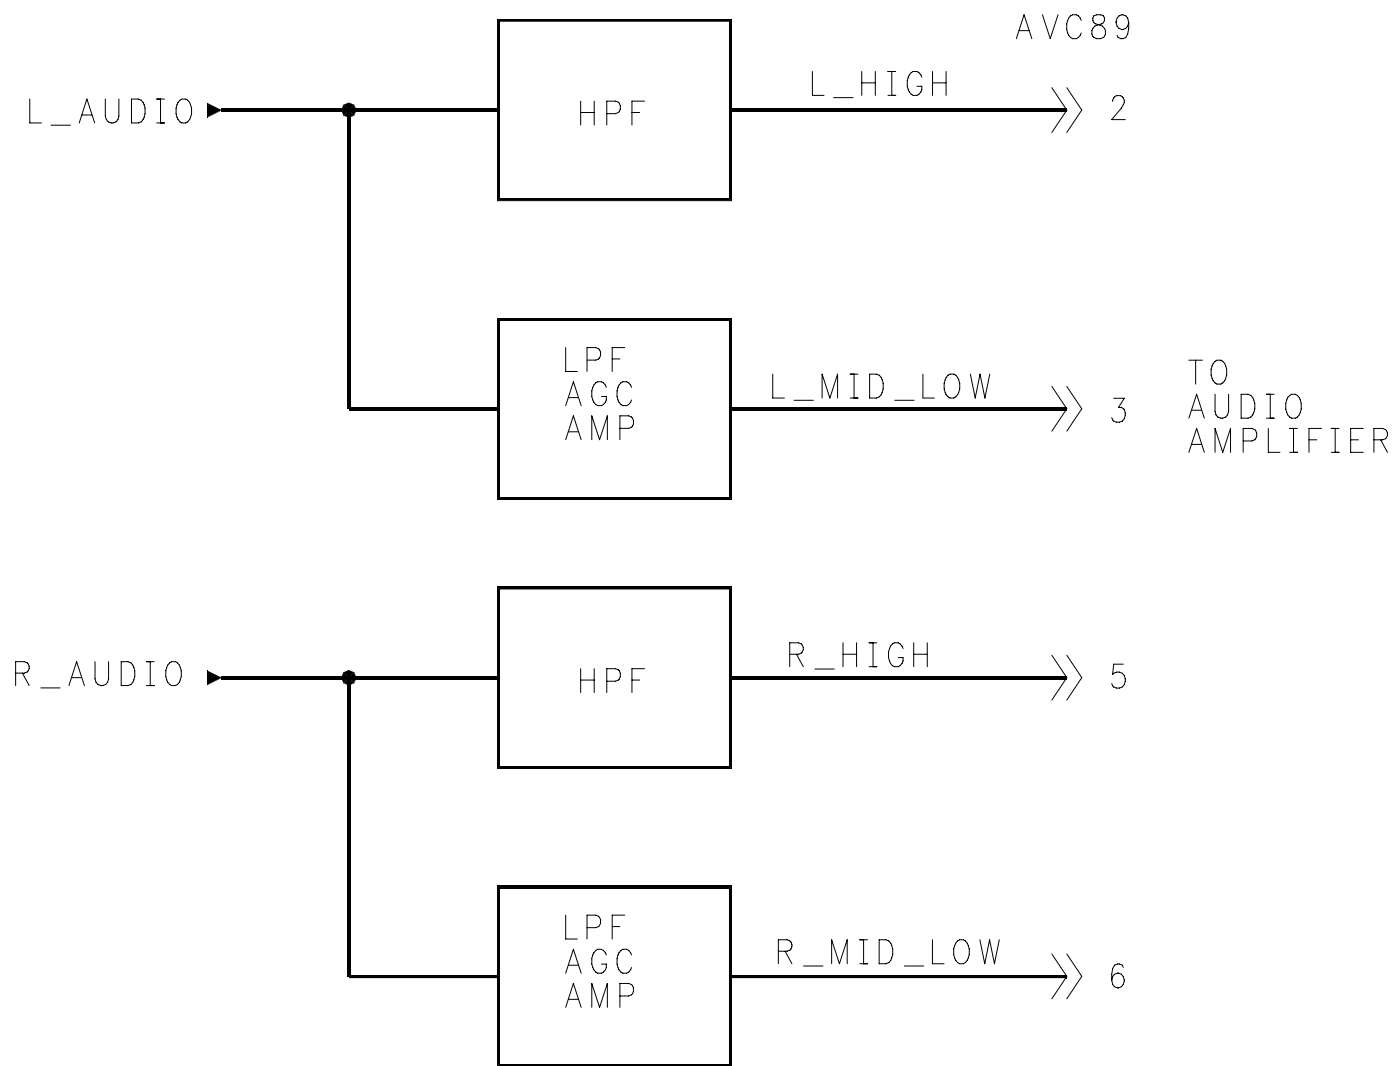 AVC89
L_AUDIO
HPF
L_HIGH
2
LPF
AGC
AMP
L_MID_LOW
3
TO
AUDIO
AMPLIFIER
R_AUDIO
HPF
R_HIGH
5
LPF
AGC
AMP
R_MID_LOW
6